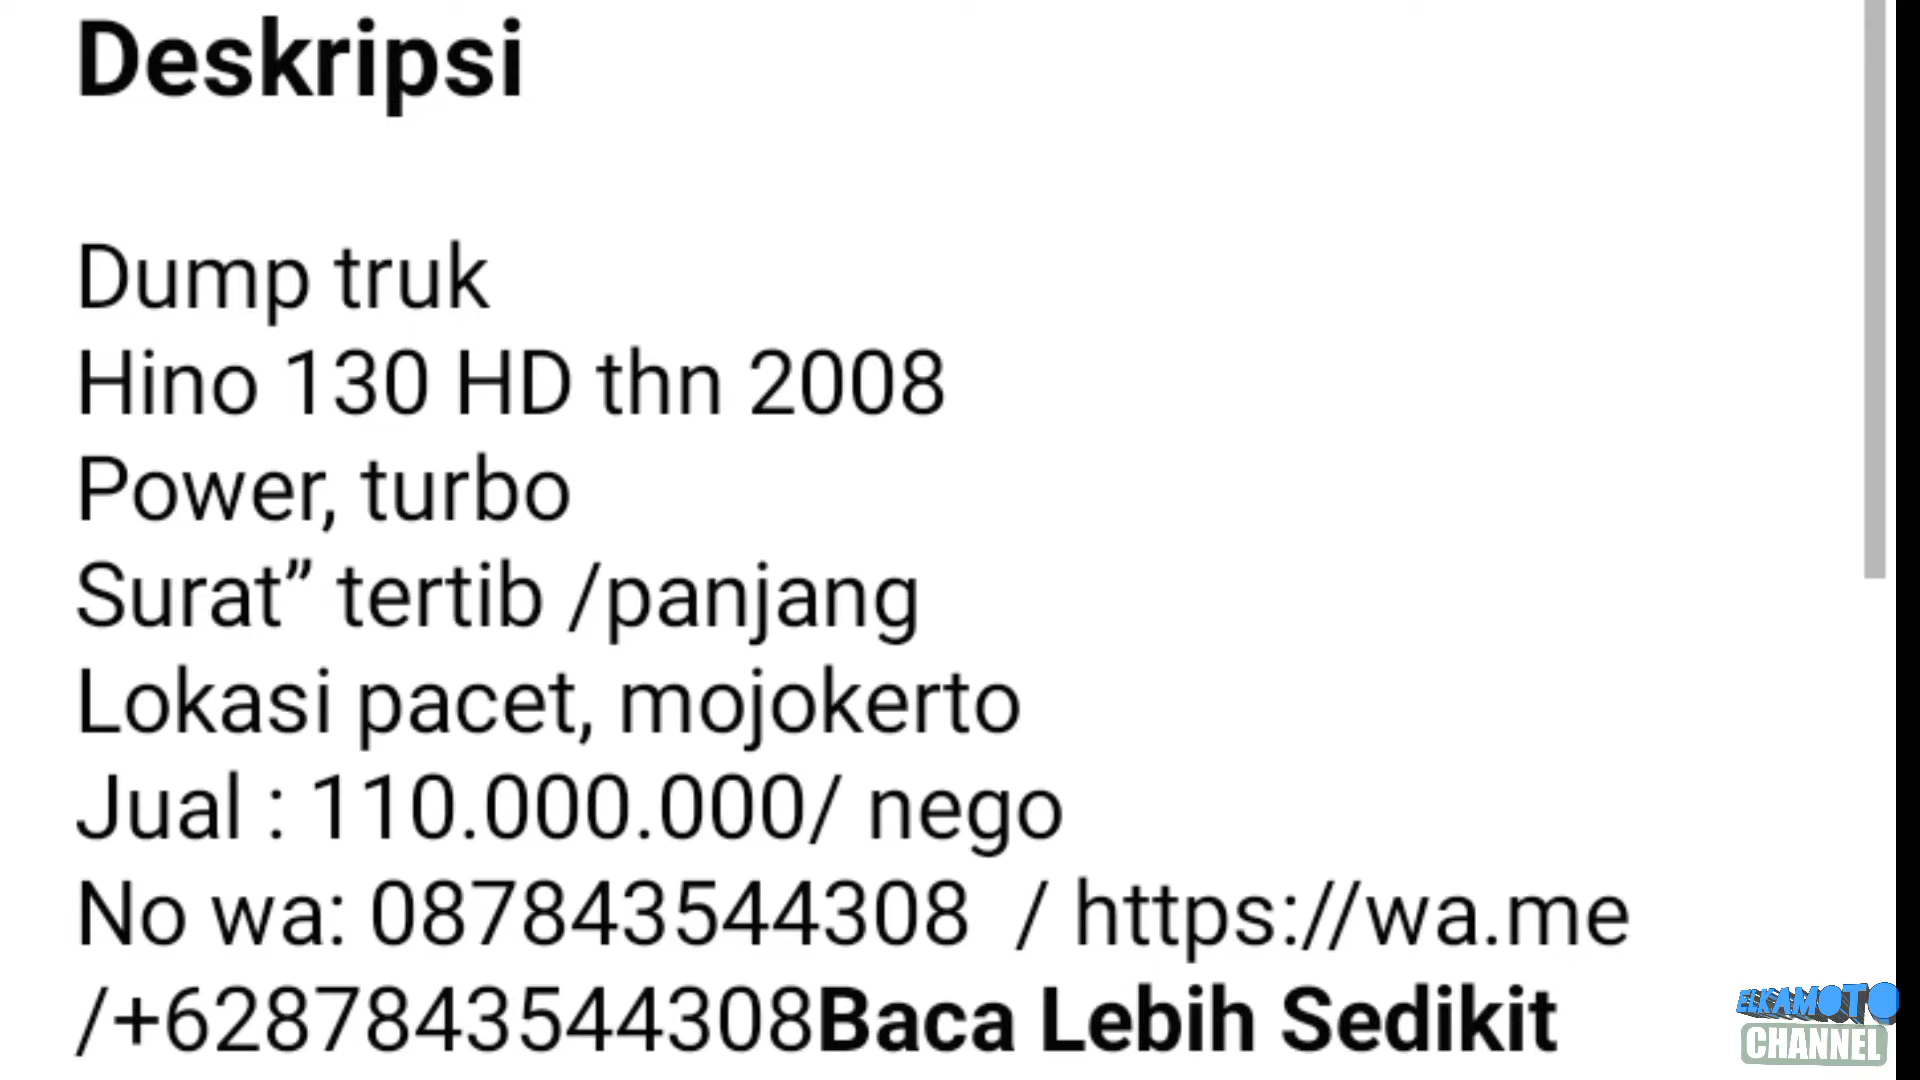 Deskripsi
Dump truk
Hino 130 HD thn 2008
Power, turbo
Surat” tertib /panjang
Lokasi pacet, mojokerto
Jual : 110.000.000/ nego
No wa: 087843544308 / https://wa.me
/+6287843544308Baca Lebih Sedikit
ELKAMOTO
CHANNEL